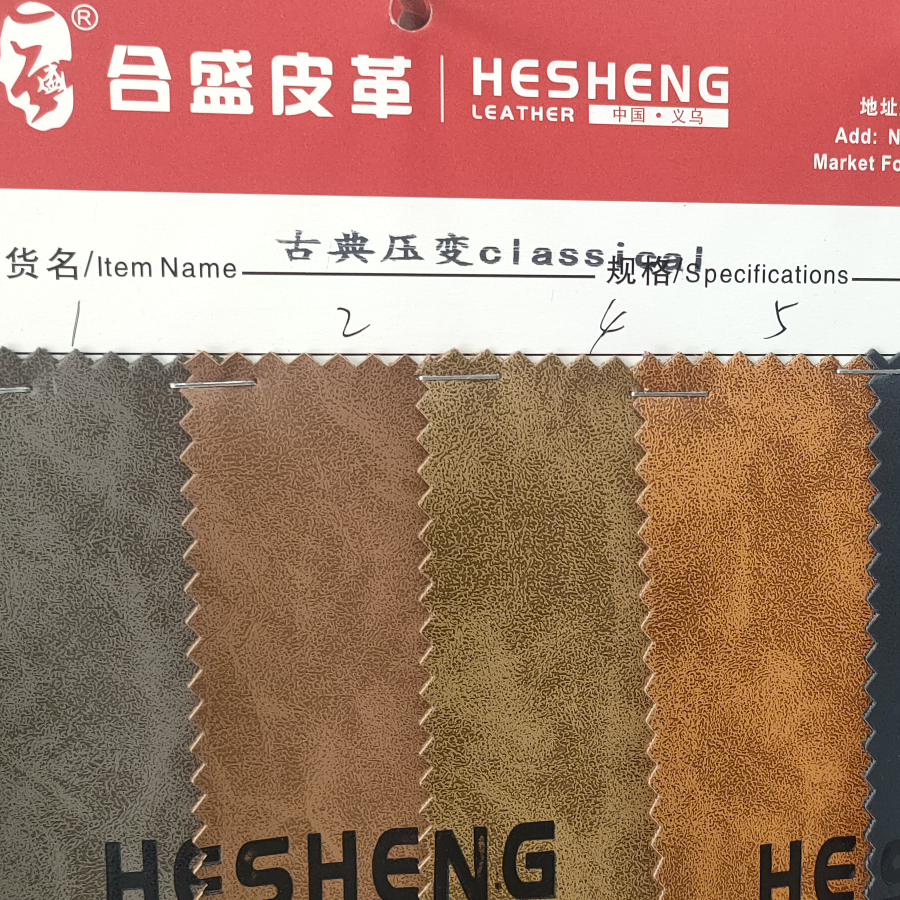 ®
合盛皮革 HESHENG
LEATHER 中国·义乌
地址
Add: N
Market Fo
货名/Item Name 古典压变classical 规格/Specifications
1 2 4 5
HESHENG HES